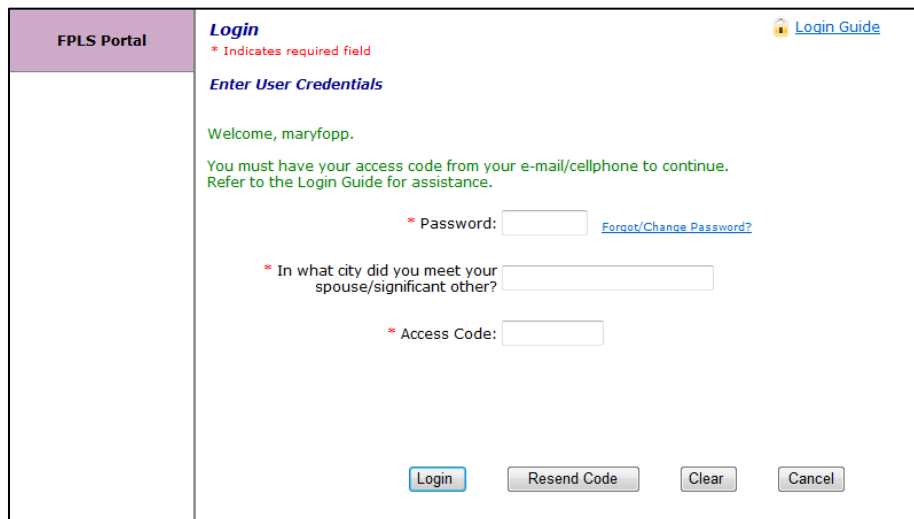 FPLS Portal
Login
* Indicates required field
Login Guide
Enter User Credentials
Welcome, maryfopp.
You must have your access code from your e-mail/cellphone to continue.
Refer to the Login Guide for assistance.
* Password:
Forgot/Change Password?
* In what city did you meet your
spouse/significant other?
* Access Code:
Login
Resend Code
Clear
Cancel